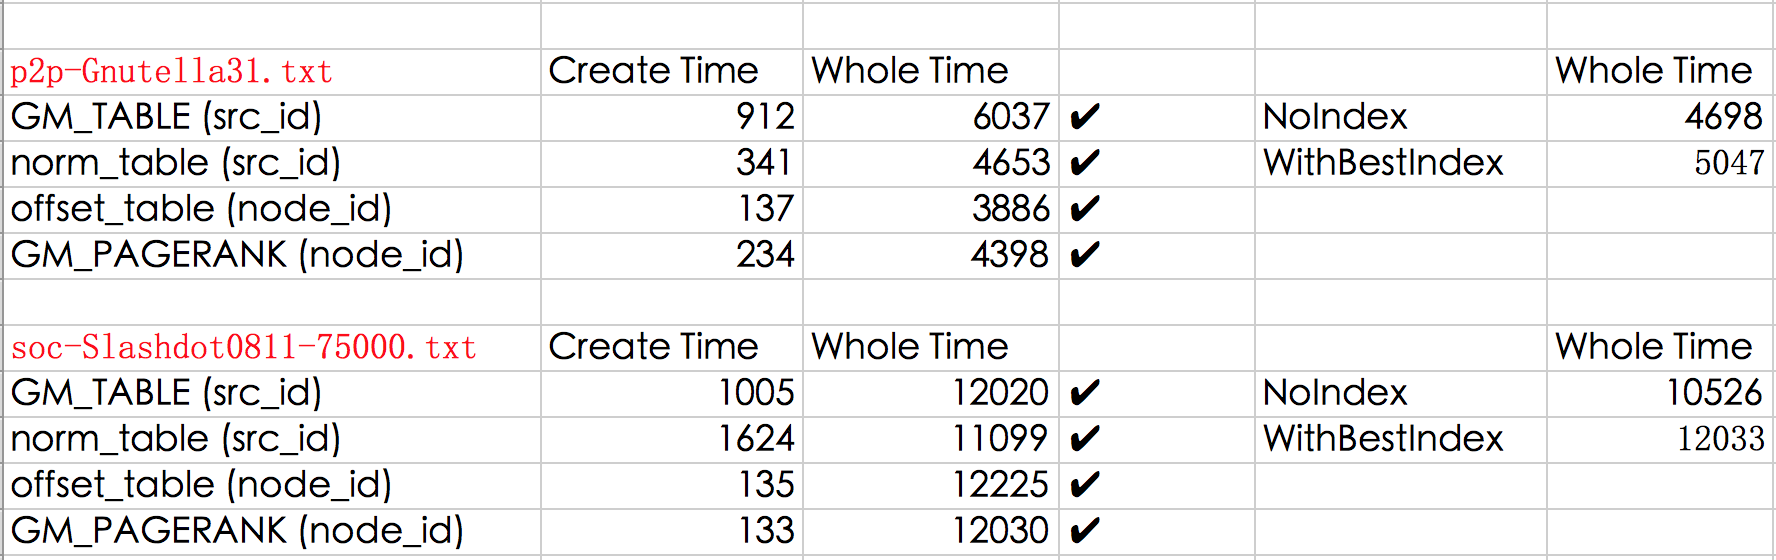 p2p-Gnutella31.txt Create Time Whole Time Whole Time
GM_TABLE (src_id) 912 6037 ✔ NoIndex 4698
norm_table (src_id) 341 4653 ✔ WithBestIndex 5047
offset_table (node_id) 137 3886 ✔
GM_PAGERANK (node_id) 234 4398 ✔
soc-Slashdot0811-75000.txt Create Time Whole Time Whole Time
GM_TABLE (src_id) 1005 12020 ✔ NoIndex 10526
norm_table (src_id) 1624 11099 ✔ WithBestIndex 12033
offset_table (node_id) 135 12225 ✔
GM_PAGERANK (node_id) 133 12030 ✔